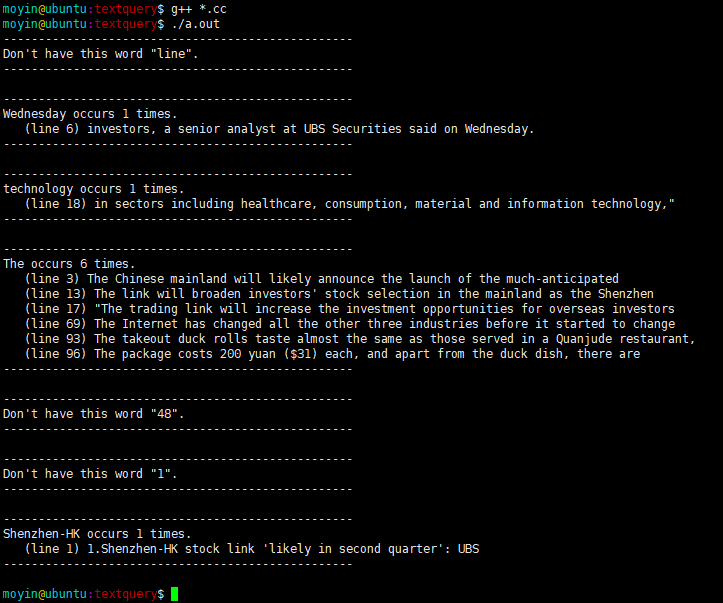 moyin@ubuntu:textquery$ g++ *.cc
moyin@ubuntu:textquery$ ./a.out
--------------------------------------------------
Don't have this word "line".
--------------------------------------------------
--------------------------------------------------
Wednesday occurs 1 times.
   (line 6) investors, a senior analyst at UBS Securities said on Wednesday.
--------------------------------------------------
--------------------------------------------------
technology occurs 1 times.
   (line 18) in sectors including healthcare, consumption, material and information technology,"
--------------------------------------------------
--------------------------------------------------
The occurs 6 times.
   (line 3) The Chinese mainland will likely announce the launch of the much-anticipated
   (line 13) The link will broaden investors' stock selection in the mainland as the Shenzhen
   (line 17) "The trading link will increase the investment opportunities for overseas investors
   (line 69) The Internet has changed all the other three industries before it started to change
   (line 93) The takeout duck rolls taste almost the same as those served in a Quanjude restaurant,
   (line 96) The package costs 200 yuan ($31) each, and apart from the duck dish, there are
--------------------------------------------------
--------------------------------------------------
Don't have this word "48".
--------------------------------------------------
--------------------------------------------------
Don't have this word "1".
--------------------------------------------------
--------------------------------------------------
Shenzhen-HK occurs 1 times.
   (line 1) 1.Shenzhen-HK stock link 'likely in second quarter': UBS
--------------------------------------------------
moyin@ubuntu:textquery$